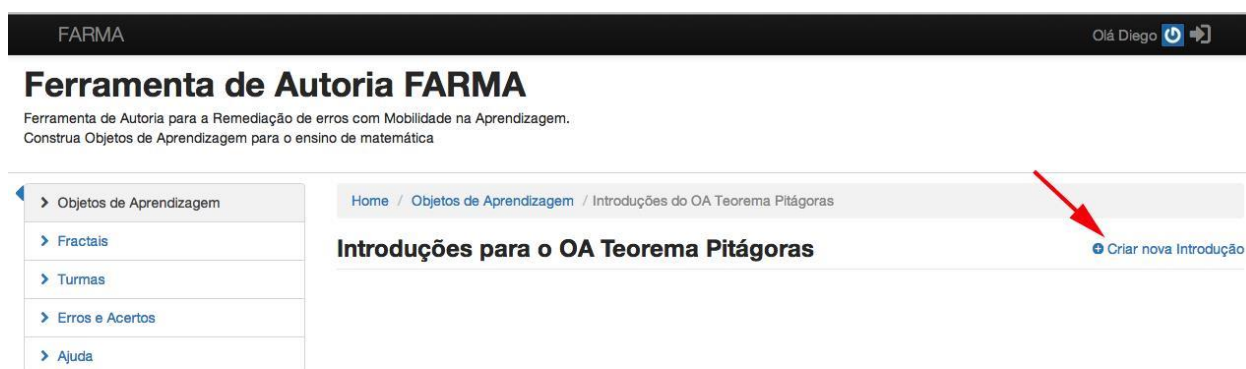 FARMA
Olá Diego
Ferramenta de Autoria FARMA
Ferramenta de Autoria para a Remediação de erros com Mobilidade na Aprendizagem.
Construa Objetos de Aprendizagem para o ensino de matemática
Objetos de Aprendizagem
Fractais
Turmas
Erros e Acertos
Ajuda
Home / Objetos de Aprendizagem / Introduções do OA Teorema Pitágoras
Introduções para o OA Teorema Pitágoras
Criar nova Introdução